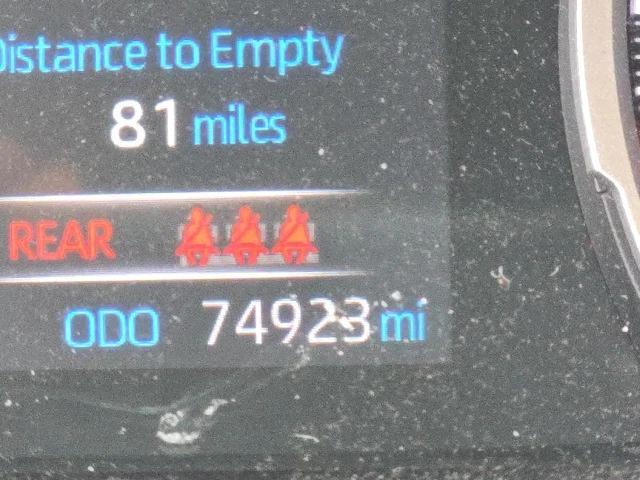 Distance to Empty
81 miles
REAR
ODO 74923 mi